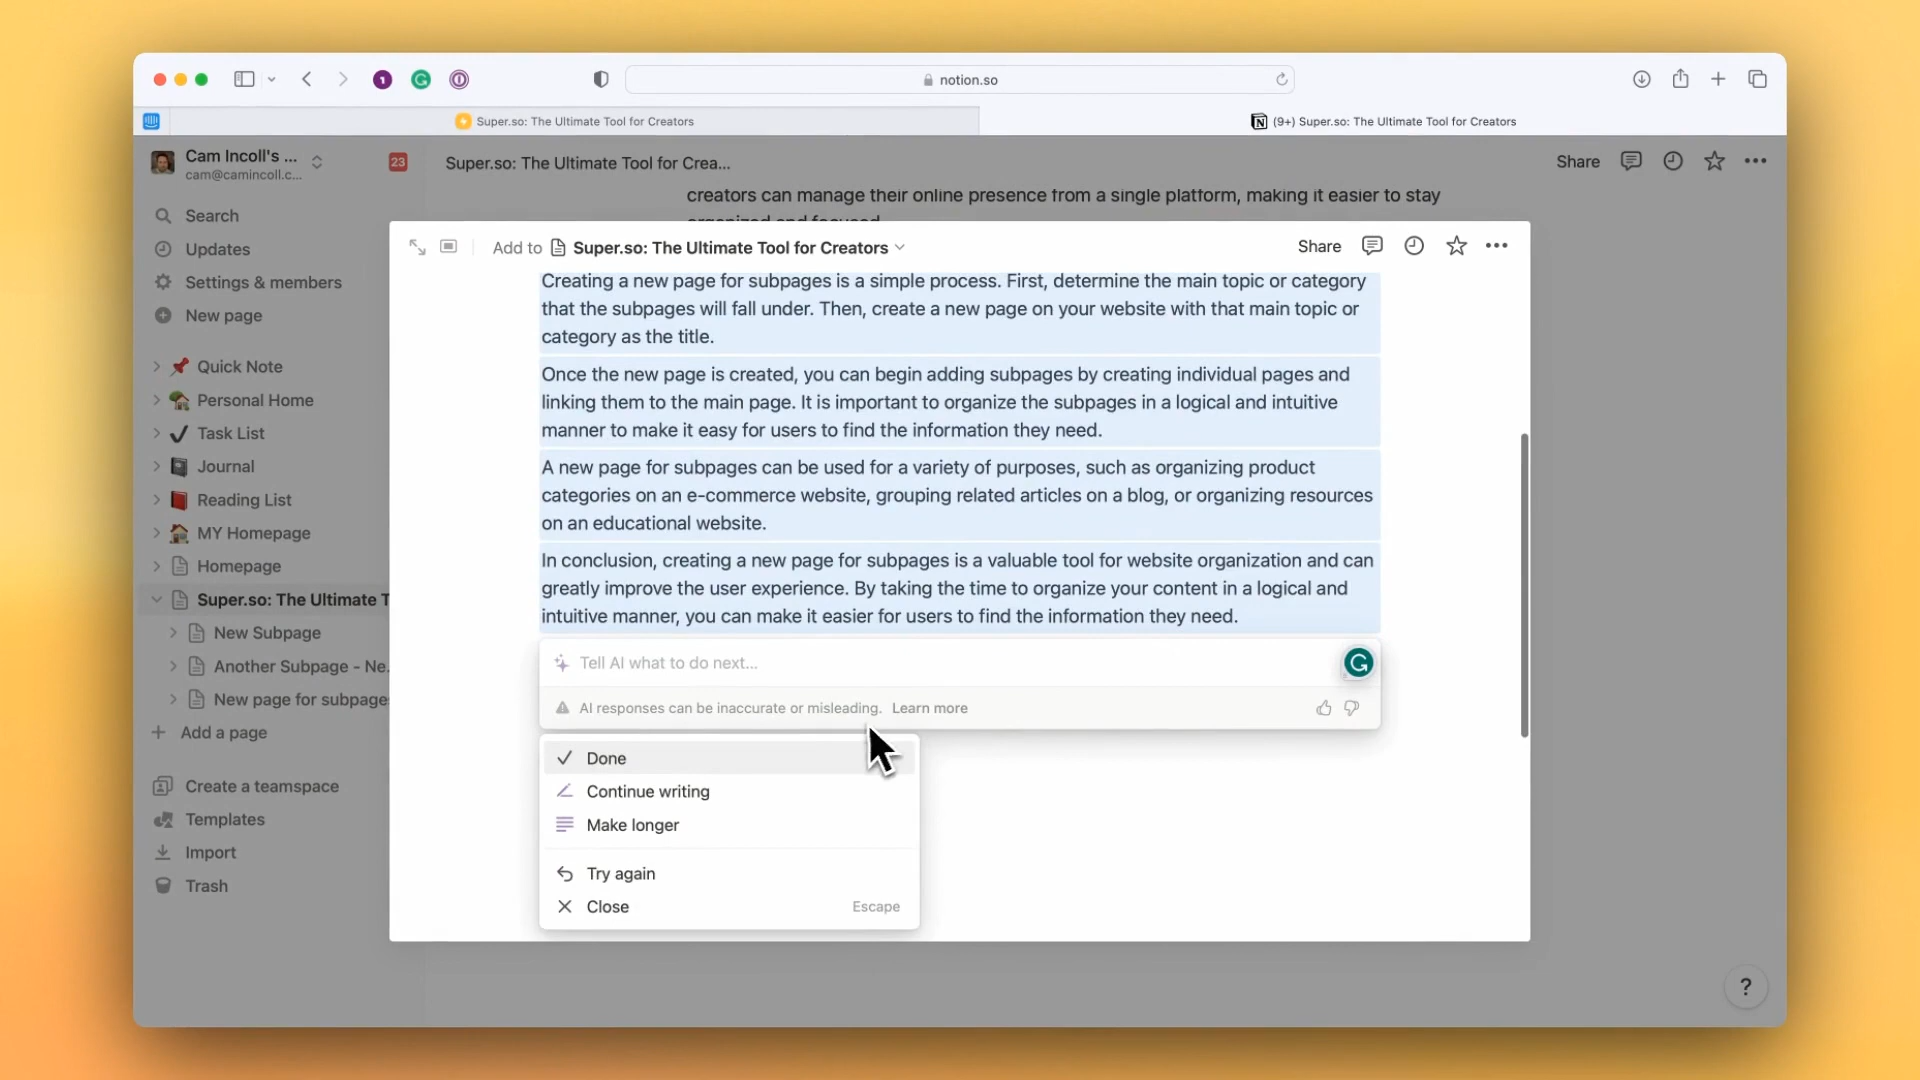 notion.so
Super.so: The Ultimate Tool for Creators
(9+) Super.so: The Ultimate Tool for Creators
Cam Incoll's ...
cam@camincoll.c...
23
Search
Updates
Settings & members
New page
Quick Note
Personal Home
Task List
Journal
Reading List
MY Homepage
Homepage
Super.so: The Ultimate T
New Subpage
Another Subpage - Ne.
New page for subpage
Add a page
Create a teamspace
Templates
Import
Trash
Super.so: The Ultimate Tool for Crea...
Share
creators can manage their online presence from a single platform, making it easier to stay
organized and focused
Add to Super.so: The Ultimate Tool for Creators
Share
Creating a new page for subpages is a simple process. First, determine the main topic or category
that the subpages will fall under. Then, create a new page on your website with that main topic or
category as the title.
Once the new page is created, you can begin adding subpages by creating individual pages and
linking them to the main page. It is important to organize the subpages in a logical and intuitive
manner to make it easy for users to find the information they need.
A new page for subpages can be used for a variety of purposes, such as organizing product
categories on an e-commerce website, grouping related articles on a blog, or organizing resources
on an educational website.
In conclusion, creating a new page for subpages is a valuable tool for website organization and can
greatly improve the user experience. By taking the time to organize your content in a logical and
intuitive manner, you can make it easier for users to find the information they need.
Tell AI what to do next...
AI responses can be inaccurate or misleading. Learn more
Done
Continue writing
Make longer
Try again
Close Escape
?